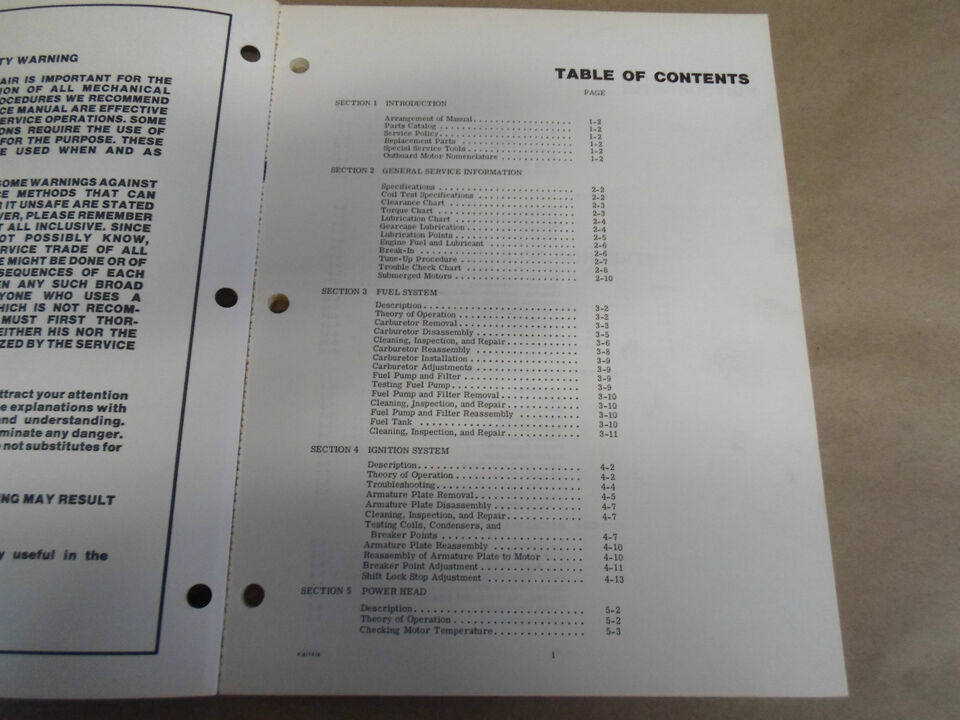 TY WARNING
AIR IS IMPORTANT FOR THE
ION OF ALL MECHANICAL
OCEDURES WE RECOMMEND
CE MANUAL ARE EFFECTIVE
ERVICE OPERATIONS. SOME
ONS REQUIRE THE USE OF
FOR THE PURPOSE. THESE
E USED WHEN AND AS
SOME WARNINGS AGAINST
CE METHODS THAT CAN
R IT UNSAFE ARE STATED
VER, PLEASE REMEMBER
T ALL INCLUSIVE. SINCE
OT POSSIBLY KNOW,
RVICE TRADE OF ALL
E MIGHT BE DONE OR OF
SEQUENCES OF EACH
EN ANY SUCH BROAD
YONE WHO USES A
HICH IS NOT RECOM-
MUST FIRST THOR-
EITHER HIS NOR THE
ZED BY THE SERVICE
ttract your attention
e explanations with
nd understanding.
minate any danger.
not substitutes for
NG MAY RESULT
y useful in the
TABLE OF CONTENTS
PAGE
SECTION 1 INTRODUCTION
Arrangement of Manual . . . . . . . . 1-2
Parts Catalog . . . . . . . . 1-2
Service Policy . . . . . . . . 1-2
Replacement Parts . . . . . . . . 1-2
Special Service Tools . . . . . . . . 1-2
Outboard Motor Nomenclature . . . . . . . . 1-2
SECTION 2 GENERAL SERVICE INFORMATION
Specifications . . . . . . . . 2-2
Coil Test Specifications . . . . . . . . 2-2
Clearance Chart . . . . . . . . 2-3
Torque Chart . . . . . . . . 2-3
Lubrication Chart . . . . . . . . 2-4
Gearcase Lubrication . . . . . . . . 2-4
Lubrication Points . . . . . . . . 2-5
Engine Fuel and Lubricant . . . . . . . . 2-6
Break-In . . . . . . . . 2-6
Tune-Up Procedure . . . . . . . . 2-7
Trouble Check Chart . . . . . . . . 2-8
Submerged Motors . . . . . . . . 2-10
SECTION 3 FUEL SYSTEM
Description . . . . . . . . 3-2
Theory of Operation . . . . . . . . 3-2
Carburetor Removal . . . . . . . . 3-3
Carburetor Disassembly . . . . . . . . 3-5
Cleaning, Inspection, and Repair . . . . . . . . 3-6
Carburetor Reassembly . . . . . . . . 3-8
Carburetor Installation . . . . . . . . 3-9
Carburetor Adjustments . . . . . . . . 3-9
Fuel Pump and Filter . . . . . . . . 3-9
Testing Fuel Pump . . . . . . . . 3-9
Fuel Pump and Filter Removal . . . . . . . . 3-10
Cleaning, Inspection, and Repair . . . . . . . . 3-10
Fuel Pump and Filter Reassembly . . . . . . . . 3-10
Fuel Tank . . . . . . . . 3-10
Cleaning, Inspection, and Repair . . . . . . . . 3-11
SECTION 4 IGNITION SYSTEM
Description . . . . . . . . 4-2
Theory of Operation . . . . . . . . 4-2
Troubleshooting . . . . . . . . 4-4
Armature Plate Removal . . . . . . . . 4-5
Armature Plate Disassembly . . . . . . . . 4-7
Cleaning, Inspection, and Repair . . . . . . . . 4-7
Testing Coils, Condensers, and
Breaker Points . . . . . . . . 4-7
Armature Plate Reassembly . . . . . . . . 4-10
Reassembly of Armature Plate to Motor . . . . . . 4-10
Breaker Point Adjustment . . . . . . . . 4-11
Shift Lock Stop Adjustment . . . . . . . . 4-13
SECTION 5 POWER HEAD
Description . . . . . . . . 5-2
Theory of Operation . . . . . . . . 5-2
Checking Motor Temperature . . . . . . . . 5-3
1